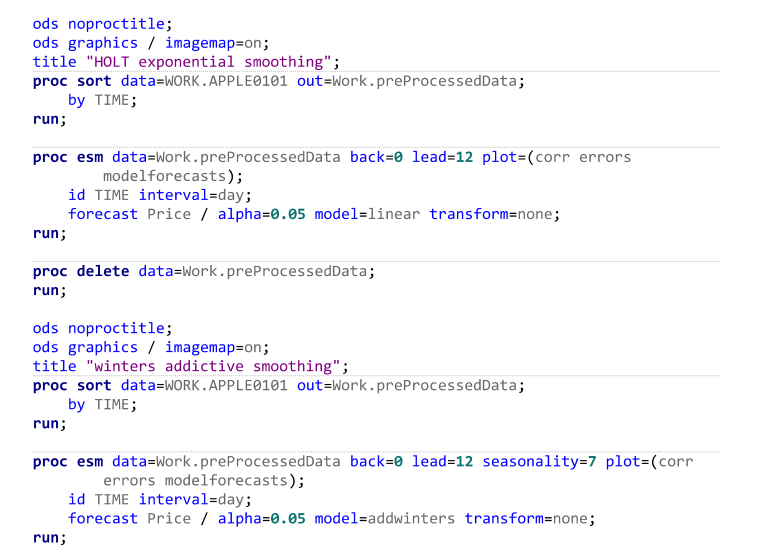 ods noproctitle;
ods graphics / imagemap=on;
title "HOLT exponential smoothing";
proc sort data=WORK.APPLE0101 out=Work.preProcessedData;
by TIME;
run;
proc esm data=Work.preProcessedData back=0 lead=12 plot=(corr errors
modelforecasts);
id TIME interval=day;
forecast Price / alpha=0.05 model=linear transform=none;
run;
proc delete data=Work.preProcessedData;
run;
ods noproctitle;
ods graphics / imagemap=on;
title "winters addictive smoothing";
proc sort data=WORK.APPLE0101 out=Work.preProcessedData;
by TIME;
run;
proc esm data=Work.preProcessedData back=0 lead=12 seasonality=7 plot=(corr
errors modelforecasts);
id TIME interval=day;
forecast Price / alpha=0.05 model=addwinters transform=none;
run;